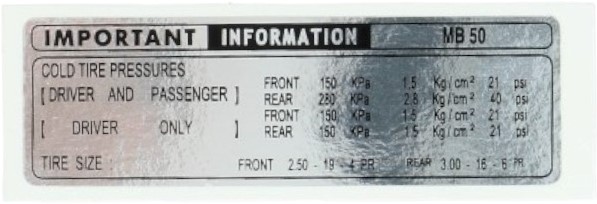 IMPORTANT INFORMATION MB 50
COLD TIRE PRESSURES
[ DRIVER AND PASSENGER ] FRONT 150 KPa 1.5 Kg/cm² 21 psi
REAR 280 KPa 2.8 Kg/cm² 40 psi
[ DRIVER ONLY ] FRONT 150 KPa 1.5 Kg/cm² 21 psi
REAR 150 KPa 1.5 Kg/cm² 21 psi
TIRE SIZE : FRONT 2.50 - 19 - 4 PR REAR 3.00 - 16 - 6 PR